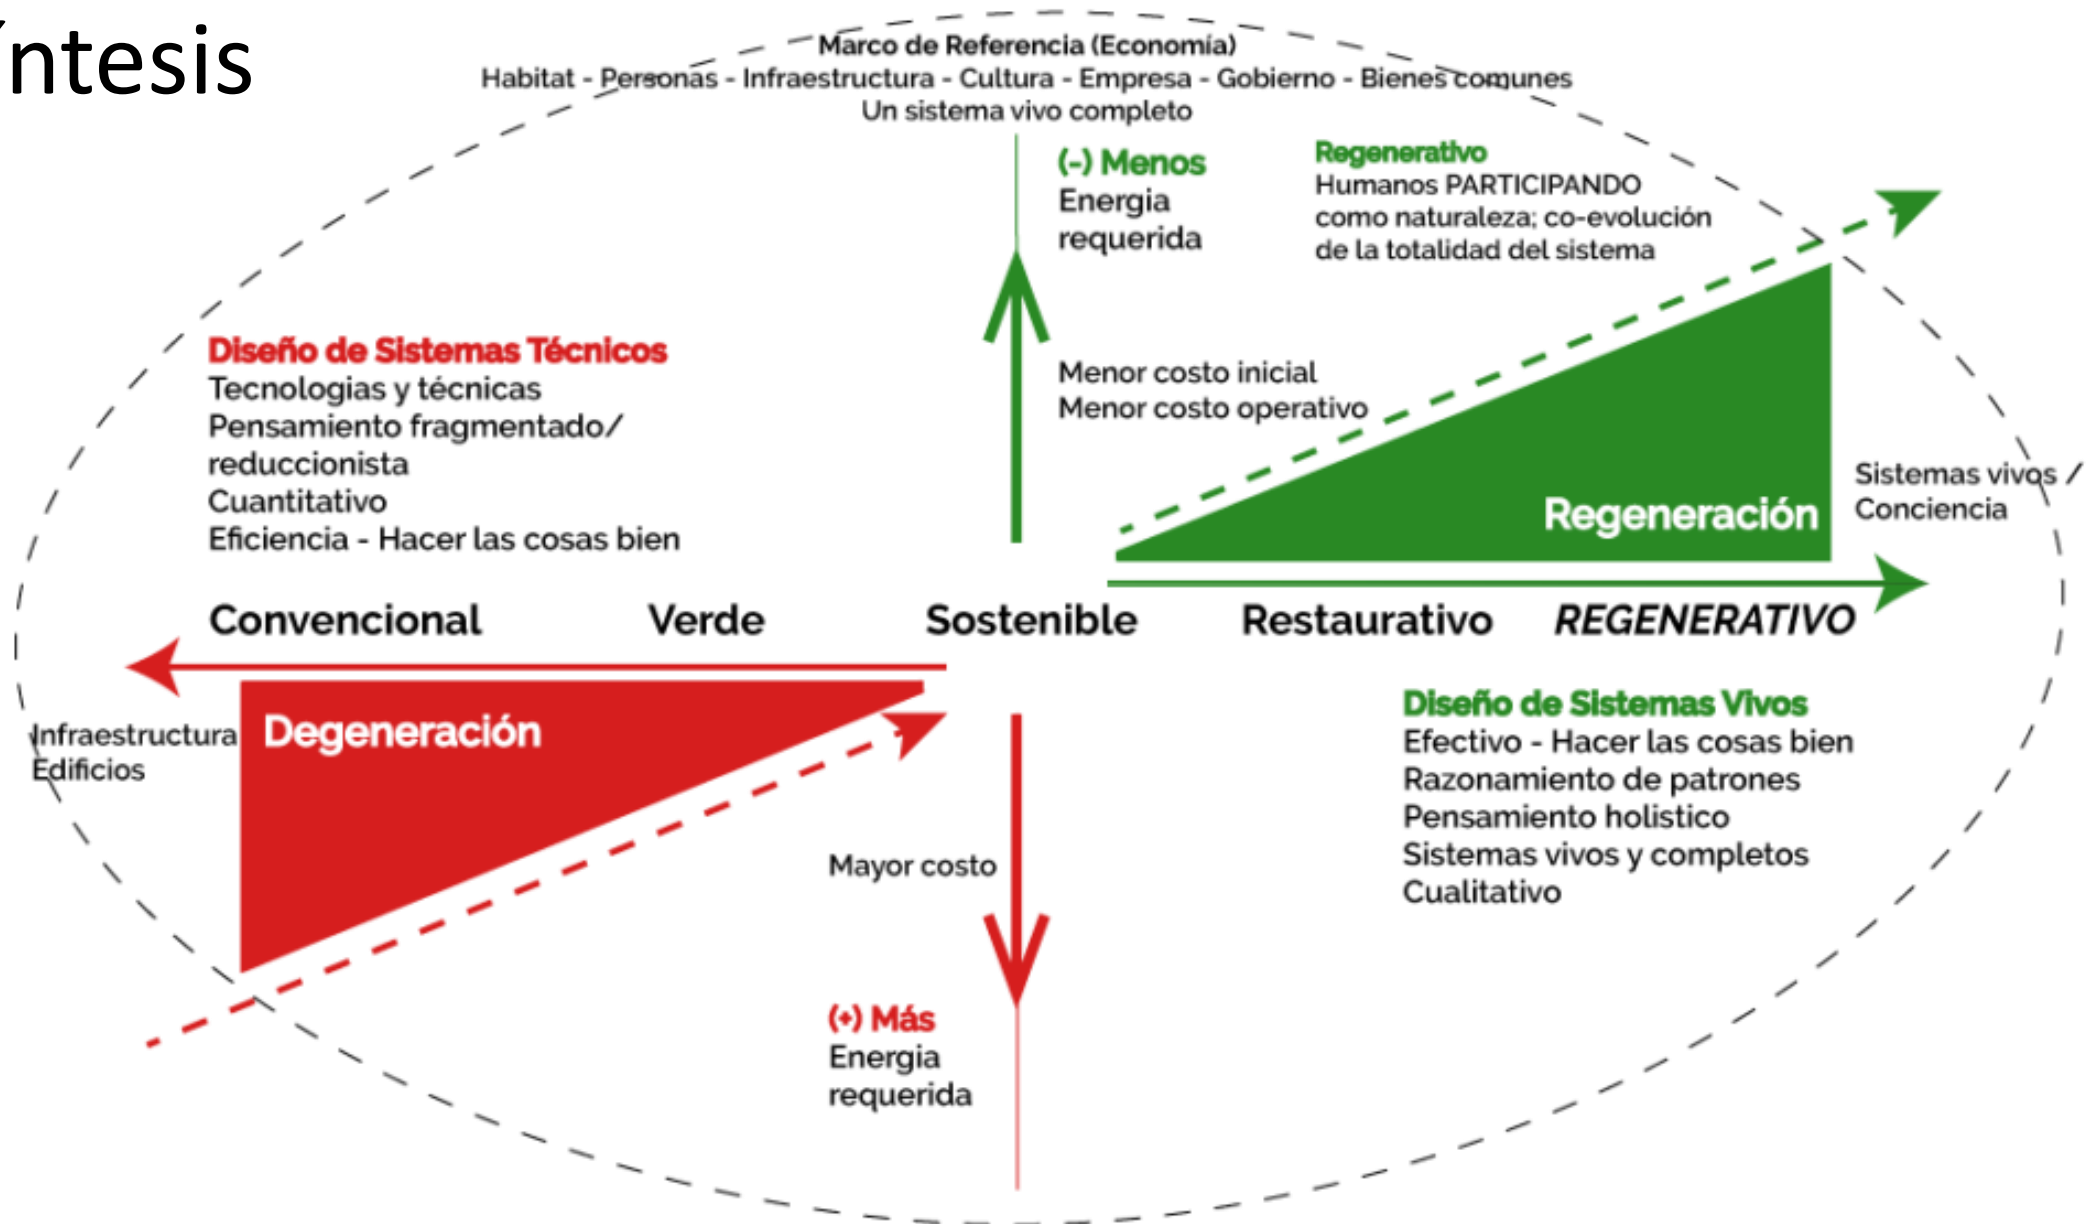 íntesis
Marco de Referencia (Economía)
Habitat - Personas - Infraestructura - Cultura - Empresa - Gobierno - Bienes comunes
Un sistema vivo completo
(-) Menos
Energia
requerida
Regenerativo
Humanos PARTICIPANDO
como naturaleza; co-evolución
de la totalidad del sistema
Diseño de Sistemas Técnicos
Tecnologias y técnicas
Pensamiento fragmentado/
reduccionista
Cuantitativo
Eficiencia - Hacer las cosas bien
Menor costo inicial
Menor costo operativo
Regeneración
Sistemas vivos /
Conciencia
Convencional
Verde
Sostenible
Restaurativo
REGENERATIVO
Infraestructura
Edificios
Degeneración
Diseño de Sistemas Vivos
Efectivo - Hacer las cosas bien
Razonamiento de patrones
Pensamiento holistico
Sistemas vivos y completos
Cualitativo
Mayor costo
(+) Más
Energia
requerida